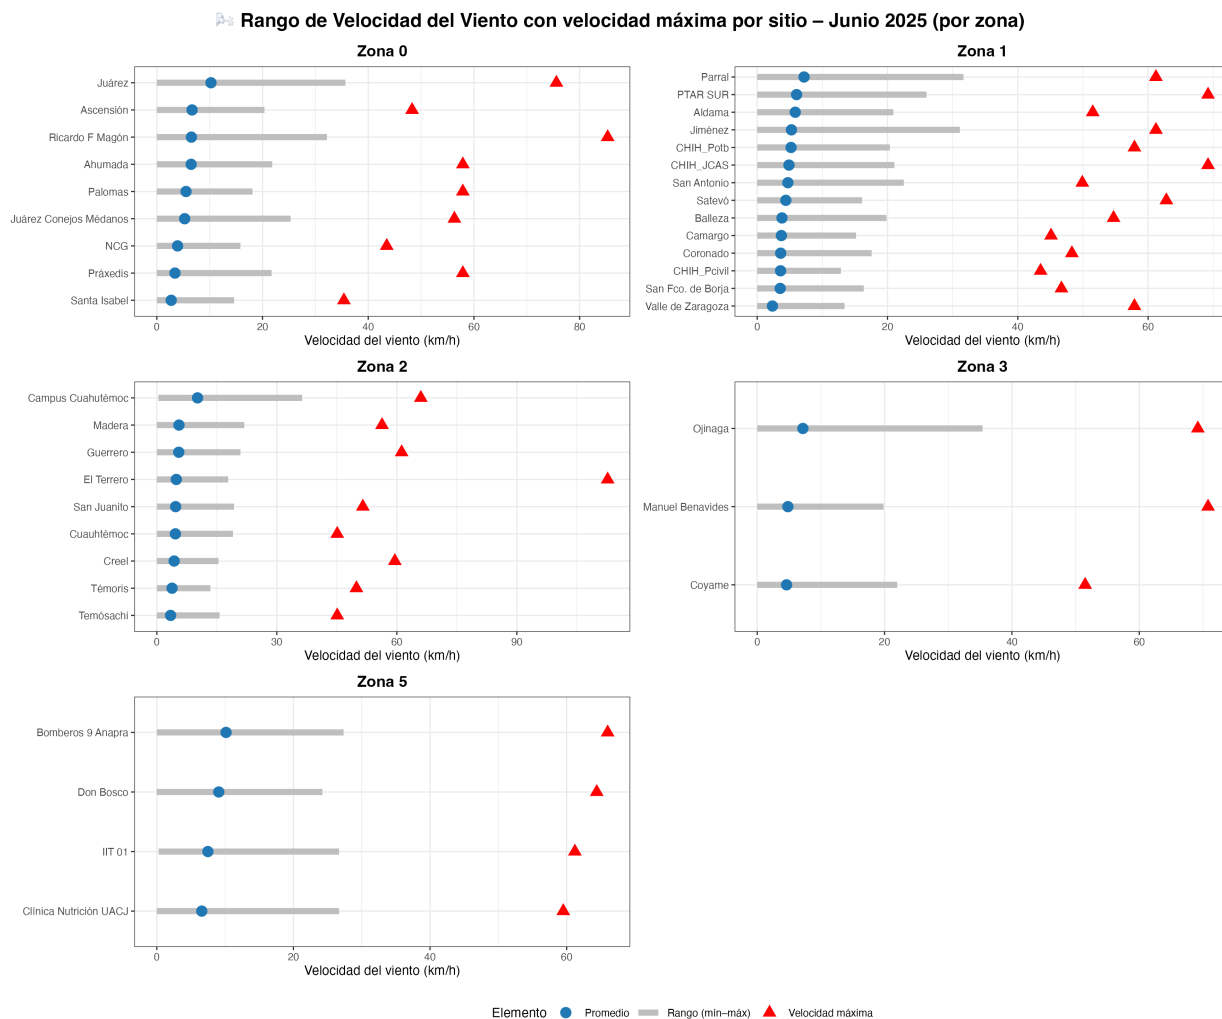 🌬️ Rango de Velocidad del Viento con velocidad máxima por sitio – Junio 2025 (por zona)
Zona 0
Juárez
Ascensión
Ricardo F Magón
Ahumada
Palomas
Juárez Conejos Médanos
NCG
Práxedis
Santa Isabel
0 20 40 60 80
Velocidad del viento (km/h)
Zona 1
Parral
PTAR SUR
Aldama
Jiménez
CHIH_Potb
CHIH_JCAS
San Antonio
Satevó
Balleza
Camargo
Coronado
CHIH_Pcivil
San Fco. de Borja
Valle de Zaragoza
0 20 40 60
Velocidad del viento (km/h)
Zona 2
Campus Cuahutémoc
Madera
Guerrero
El Terrero
San Juanito
Cuauhtémoc
Creel
Témoris
Temósachi
0 30 60 90
Velocidad del viento (km/h)
Zona 3
Ojinaga
Manuel Benavides
Coyame
0 20 40 60
Velocidad del viento (km/h)
Zona 5
Bomberos 9 Anapra
Don Bosco
IIT 01
Clínica Nutrición UACJ
0 20 40 60
Velocidad del viento (km/h)
Elemento Promedio Rango (mín–máx) Velocidad máxima